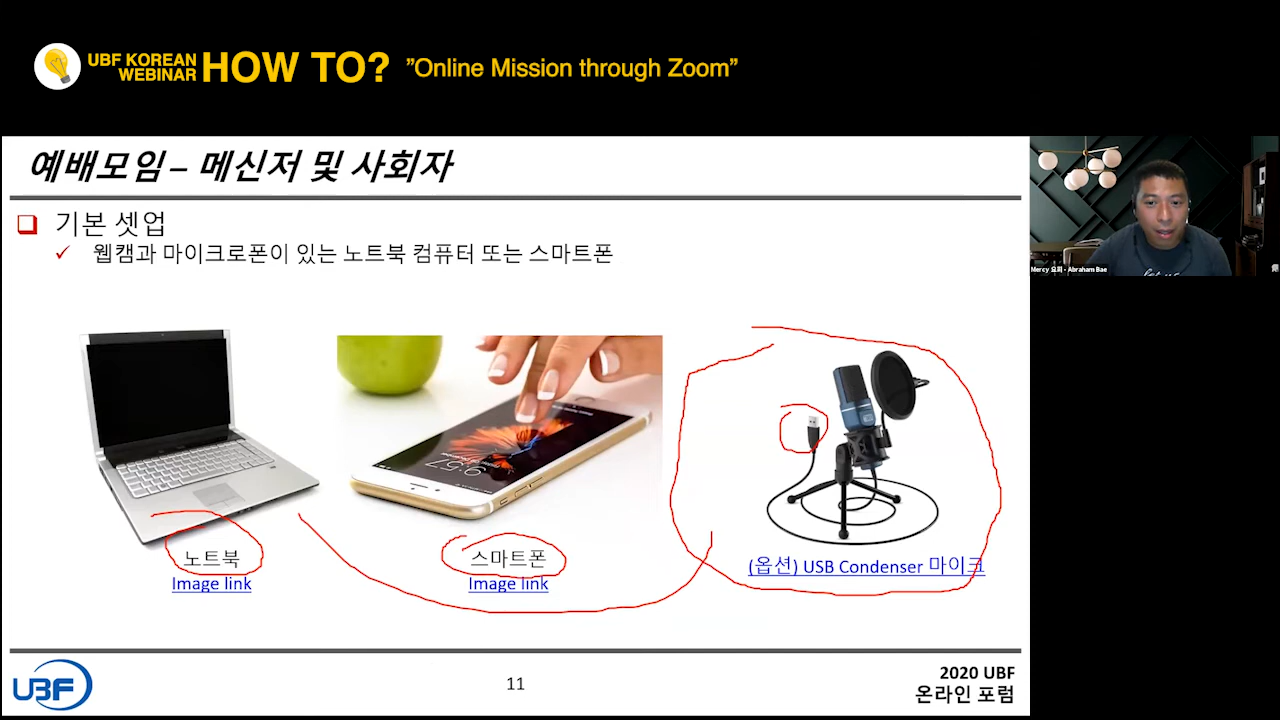 UBF KOREAN
WEBINAR
HOW TO?
”Online Mission through Zoom”
예배모임 – 메신저 및 사회자
기본 셋업
웹캠과 마이크로폰이 있는 노트북 컴퓨터 또는 스마트폰
9:57
노트북
Image link
스마트폰
Image link
(옵션) USB Condenser 마이크
Mercy 요피 - Abraham Bae
UBF
11
2020 UBF
온라인 포럼